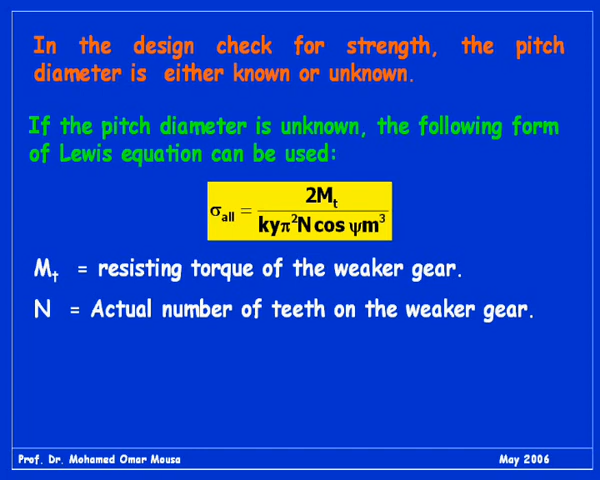 In the design check for strength, the pitch
diameter is either known or unknown.
If the pitch diameter is unknown, the following form
of Lewis equation can be used:
σall = 2Mt / kyπ²N cos ψm³
Mt = resisting torque of the weaker gear.
N = Actual number of teeth on the weaker gear.
Prof. Dr. Mohamed Omar Mousa May 2006